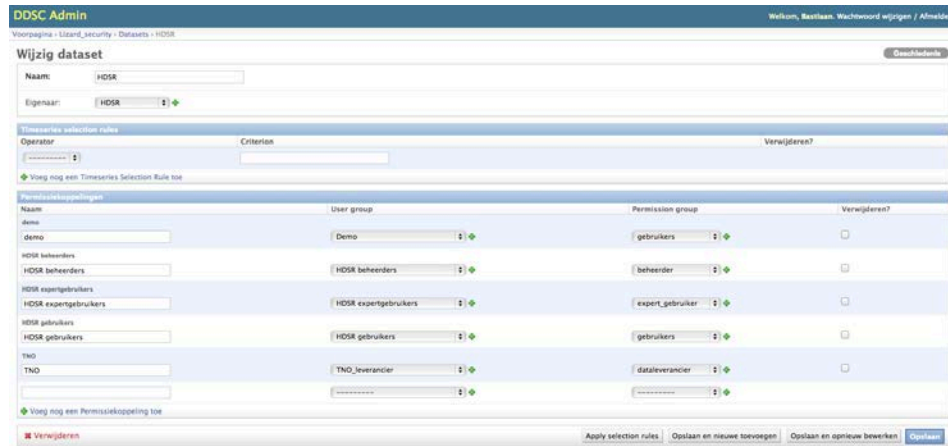 DDSC Admin
Welkom, Bastiaan. Wachtwoord wijzigen / Afmelde
Voorpagina › Lizard_security › Datasets › HDSR
Wijzig dataset
Geschiedenis
Naam: HDSR
Eigenaar: HDSR
Timeseries selection rules
Operator Criterion Verwijderen?
---------
Voeg nog een Timeseries Selection Rule toe
Permissiekoppelingen
Naam User group Permission group Verwijderen?
demo
demo Demo gebruikers
HDSR beheerders
HDSR beheerders HDSR beheerders beheerder
HDSR expertgebruikers
HDSR expertgebruikers HDSR expertgebruikers expert_gebruiker
HDSR gebruikers
HDSR gebruikers HDSR gebruikers gebruikers
TNO
TNO TNO_leverancier dataleverancier
--------- ---------
Voeg nog een Permissiekoppeling toe
Verwijderen Apply selection rules Opslaan en nieuwe toevoegen Opslaan en opnieuw bewerken Opslaan